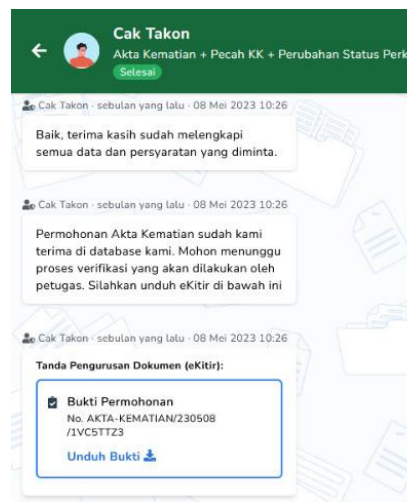 Cak Takon
Akta Kematian + Pecah KK + Perubahan Status Perk
Selesai
Cak Takon · sebulan yang lalu · 08 Mei 2023 10:26
Baik, terima kasih sudah melengkapi
semua data dan persyaratan yang diminta.
Cak Takon · sebulan yang lalu · 08 Mei 2023 10:26
Permohonan Akta Kematian sudah kami
terima di database kami. Mohon menunggu
proses verifikasi yang akan dilakukan oleh
petugas. Silahkan unduh eKitir di bawah ini
Cak Takon · sebulan yang lalu · 08 Mei 2023 10:26
Tanda Pengurusan Dokumen (eKitir):
Bukti Permohonan
No. AKTA-KEMATIAN/230508
/1VC5TTZ3
Unduh Bukti